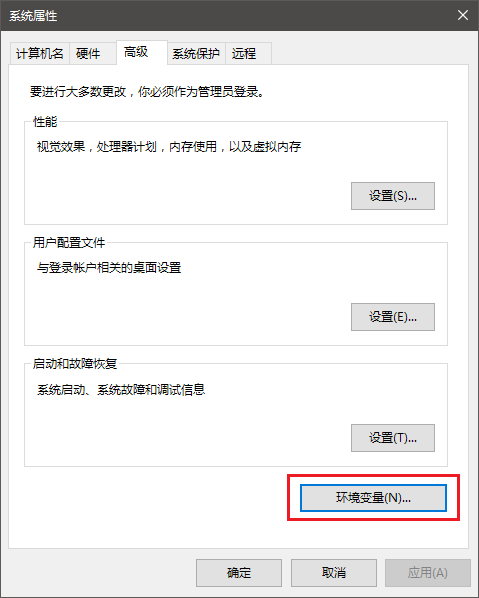 系统属性
计算机名 硬件 高级 系统保护 远程
要进行大多数更改，你必须作为管理员登录。
性能
视觉效果，处理器计划，内存使用，以及虚拟内存
设置(S)...
用户配置文件
与登录帐户相关的桌面设置
设置(E)...
启动和故障恢复
系统启动、系统故障和调试信息
设置(T)...
环境变量(N)...
确定 取消 应用(A)